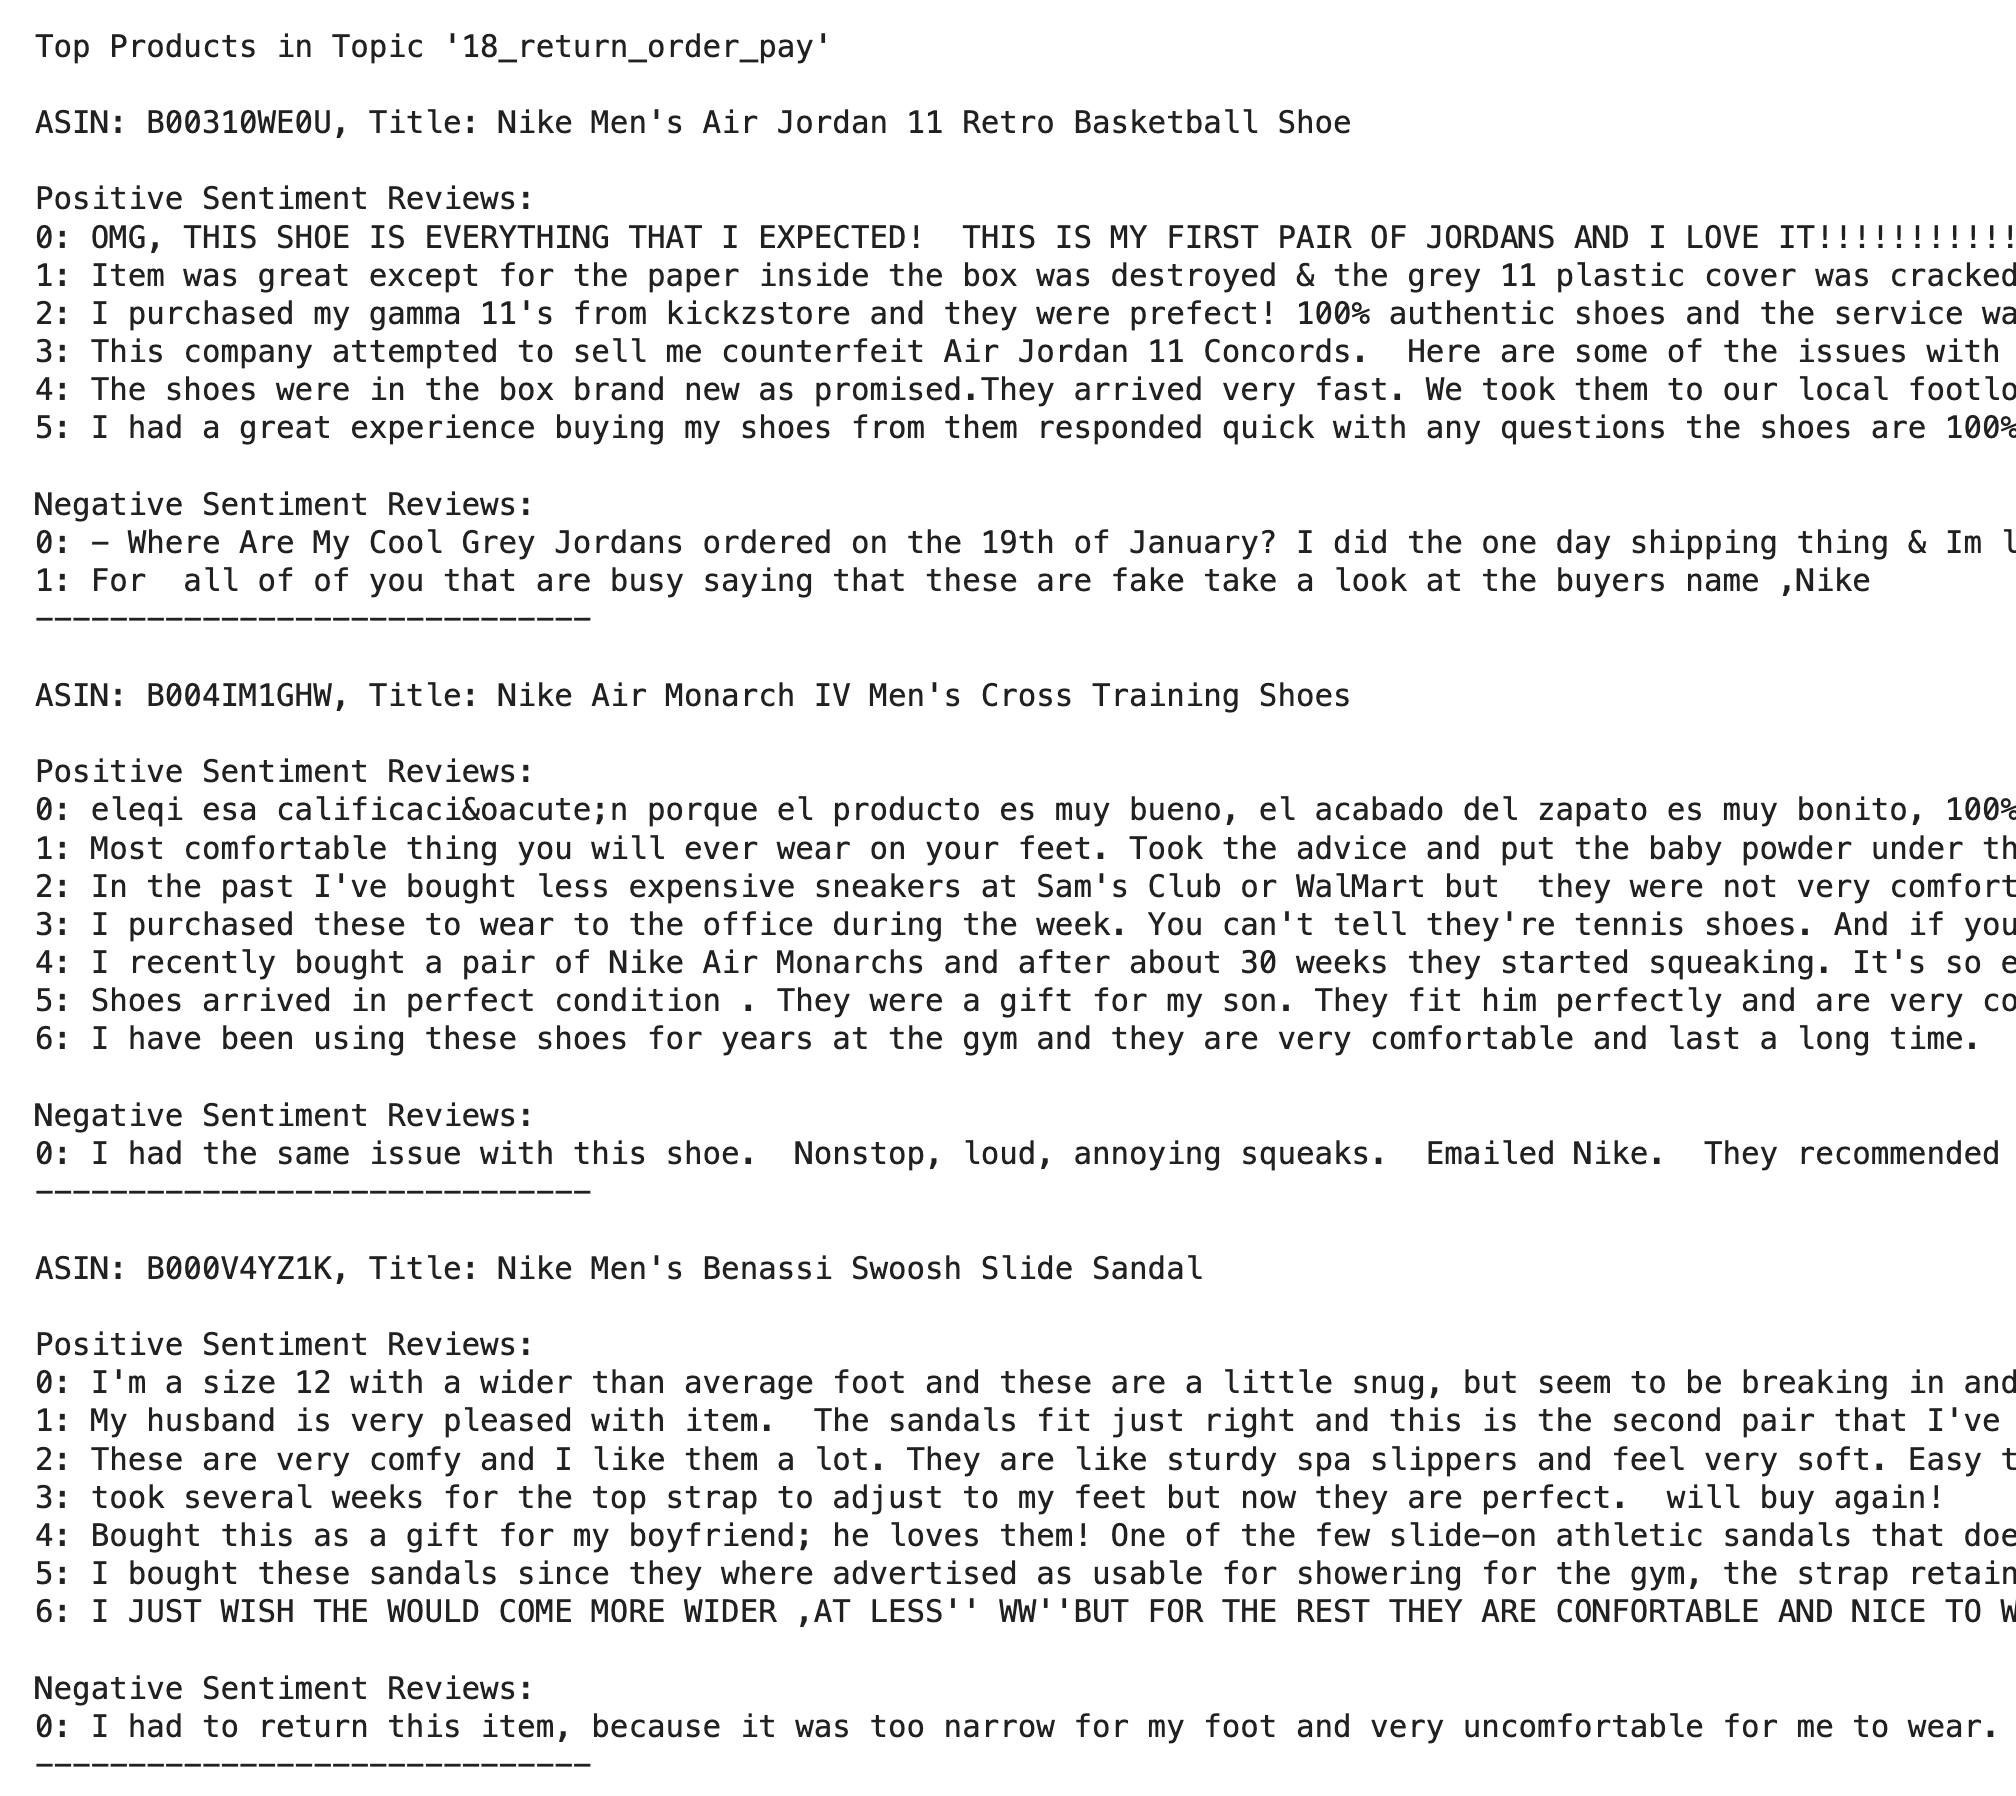 Top Products in Topic '18_return_order_pay'
ASIN: B00310WE0U, Title: Nike Men's Air Jordan 11 Retro Basketball Shoe
Positive Sentiment Reviews:
0: OMG, THIS SHOE IS EVERYTHING THAT I EXPECTED!  THIS IS MY FIRST PAIR OF JORDANS AND I LOVE IT!!!!!!!!!!!
1: Item was great except for the paper inside the box was destroyed & the grey 11 plastic cover was cracked
2: I purchased my gamma 11's from kickzstore and they were prefect! 100% authentic shoes and the service wa
3: This company attempted to sell me counterfeit Air Jordan 11 Concords.  Here are some of the issues with
4: The shoes were in the box brand new as promised.They arrived very fast. We took them to our local footlo
5: I had a great experience buying my shoes from them responded quick with any questions the shoes are 100%
Negative Sentiment Reviews:
0: – Where Are My Cool Grey Jordans ordered on the 19th of January? I did the one day shipping thing & Im l
1: For  all of of you that are busy saying that these are fake take a look at the buyers name ,Nike
------------------------------
ASIN: B004IM1GHW, Title: Nike Air Monarch IV Men's Cross Training Shoes
Positive Sentiment Reviews:
0: eleqi esa calificaci&oacute;n porque el producto es muy bueno, el acabado del zapato es muy bonito, 100%
1: Most comfortable thing you will ever wear on your feet. Took the advice and put the baby powder under th
2: In the past I've bought less expensive sneakers at Sam's Club or WalMart but  they were not very comfort
3: I purchased these to wear to the office during the week. You can't tell they're tennis shoes. And if you
4: I recently bought a pair of Nike Air Monarchs and after about 30 weeks they started squeaking. It's so e
5: Shoes arrived in perfect condition . They were a gift for my son. They fit him perfectly and are very co
6: I have been using these shoes for years at the gym and they are very comfortable and last a long time.
Negative Sentiment Reviews:
0: I had the same issue with this shoe.  Nonstop, loud, annoying squeaks.  Emailed Nike.  They recommended
------------------------------
ASIN: B000V4YZ1K, Title: Nike Men's Benassi Swoosh Slide Sandal
Positive Sentiment Reviews:
0: I'm a size 12 with a wider than average foot and these are a little snug, but seem to be breaking in and
1: My husband is very pleased with item.  The sandals fit just right and this is the second pair that I've
2: These are very comfy and I like them a lot. They are like sturdy spa slippers and feel very soft. Easy t
3: took several weeks for the top strap to adjust to my feet but now they are perfect.  will buy again!
4: Bought this as a gift for my boyfriend; he loves them! One of the few slide-on athletic sandals that doe
5: I bought these sandals since they where advertised as usable for showering for the gym, the strap retain
6: I JUST WISH THE WOULD COME MORE WIDER ,AT LESS'' WW''BUT FOR THE REST THEY ARE CONFORTABLE AND NICE TO W
Negative Sentiment Reviews:
0: I had to return this item, because it was too narrow for my foot and very uncomfortable for me to wear.
------------------------------